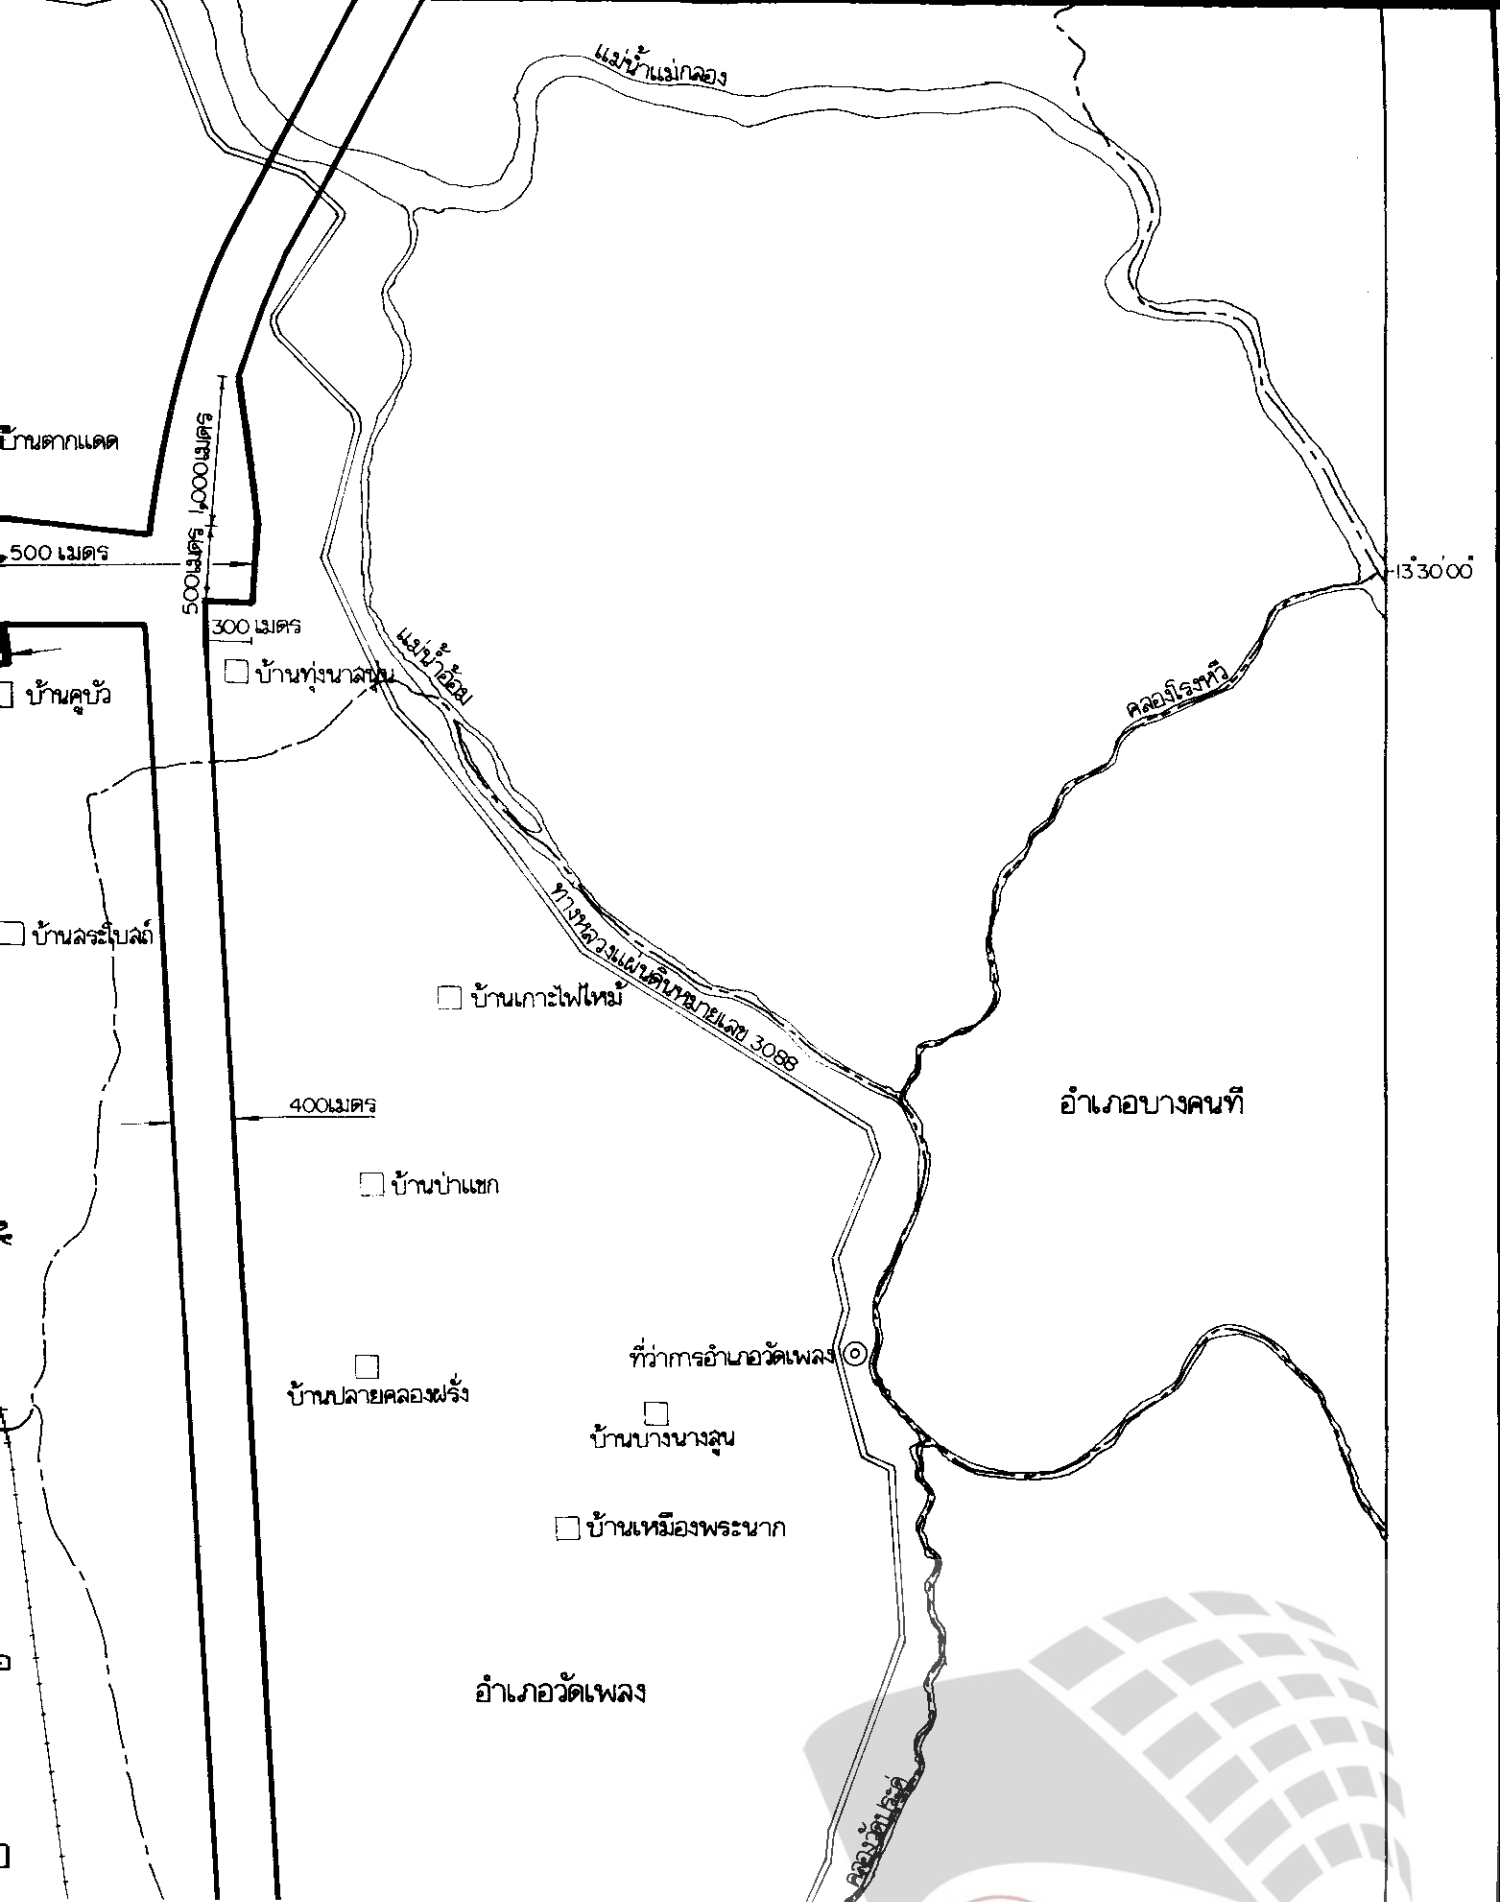 แม่น้ำแม่กลอง
บ้านตากแดด
1,000 เมตร
500 เมตร
500 เมตร
13°30'00"
300 เมตร
แม่น้ำอ้อม
บ้านทุ่งนาลนุ่น
บ้านคูบัว
คลองโรงหวี
บ้านสระโบสถ์
ทางหลวงแผ่นดินหมายเลข 3088
บ้านเกาะไฟไหม้
400 เมตร
อำเภอบางคนที
บ้านป่าแขก
ที่ว่าการอำเภอวัดเพลง
บ้านปลายคลองฝรั่ง
บ้านบางนางสูน
บ้านเหมืองพระนาก
อำเภอวัดเพลง
คลองวัดประดู่